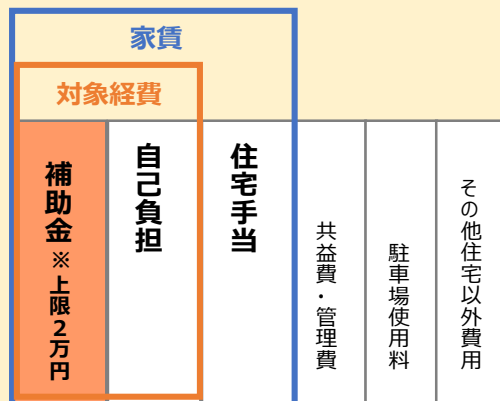 家賃
対象経費
補助金※上限2万円
自己負担
住宅手当
共益費・管理費
駐車場使用料
その他住宅以外費用